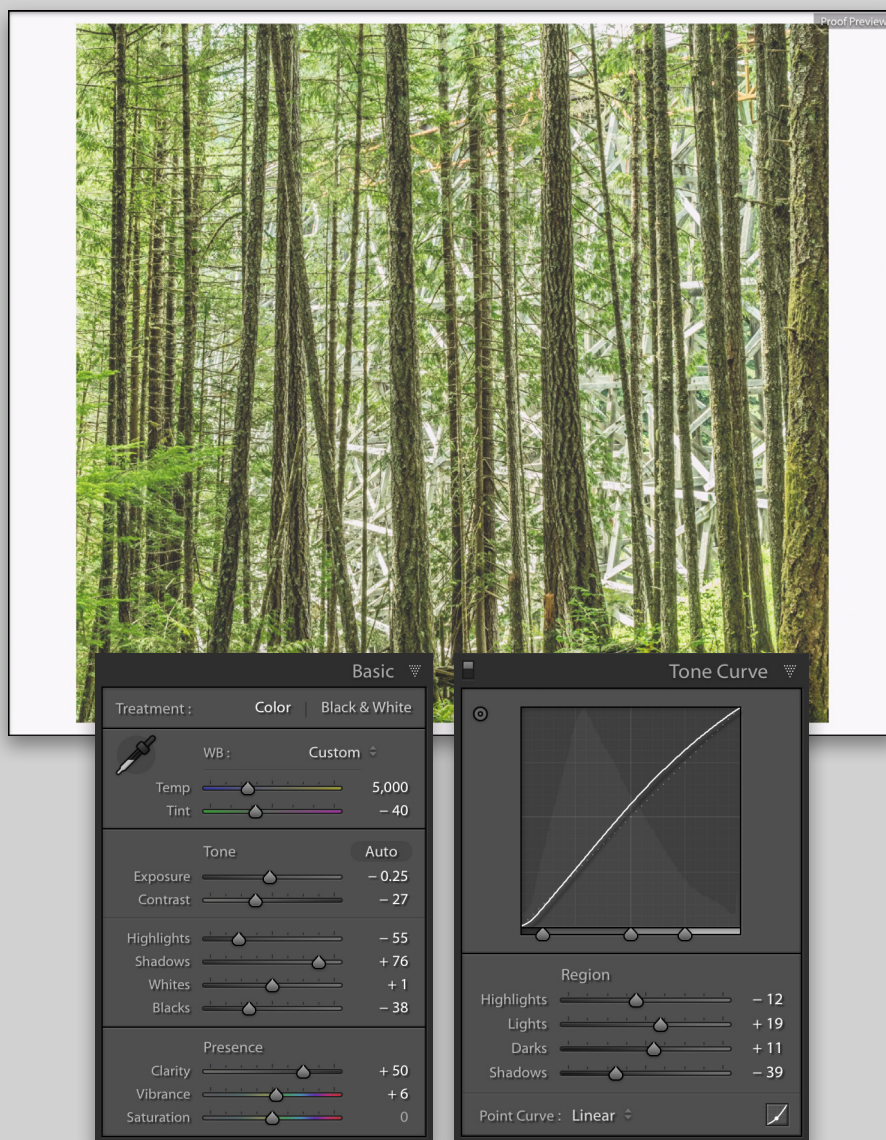 Proof Preview
Basic
Treatment : Color | Black & White
WB : Custom
Temp 5,000
Tint − 40
Tone Auto
Exposure − 0.25
Contrast − 27
Highlights − 55
Shadows + 76
Whites + 1
Blacks − 38
Presence
Clarity + 50
Vibrance + 6
Saturation 0
Tone Curve
Region
Highlights − 12
Lights + 19
Darks + 11
Shadows − 39
Point Curve : Linear